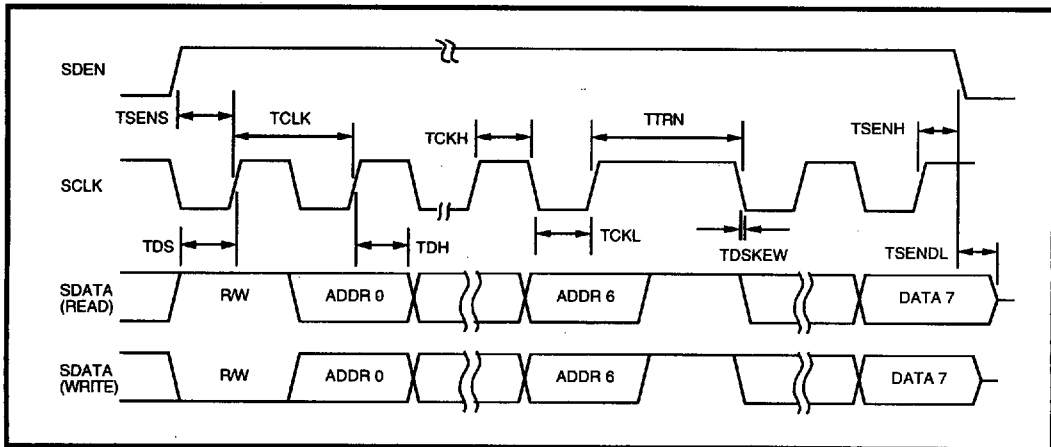 SDEN
TSENS
TCLK
TCKH
TTRN
TSENH
SCLK
TDS
TDH
TCKL
TDSKEW
TSENDL
SDATA
(READ)
R/W
ADDR 0
ADDR 6
DATA 7
SDATA
(WRITE)
R/W
ADDR 0
ADDR 6
DATA 7